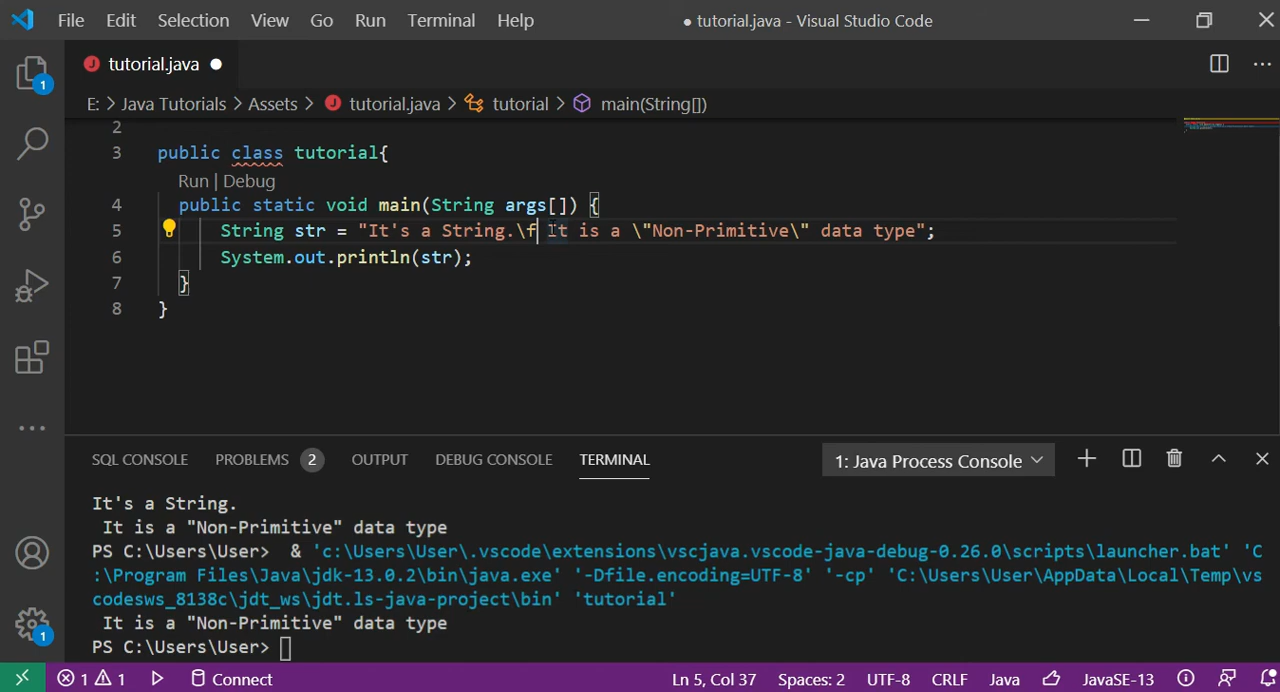 File Edit Selection View Go Run Terminal Help ● tutorial.java - Visual Studio Code
J tutorial.java ●
E: > Java Tutorials > Assets > J tutorial.java > tutorial > main(String[])
2
3 public class tutorial{
Run | Debug
4 public static void main(String args[]) {
5 String str = "It's a String.\f It is a \"Non-Primitive\" data type";
6 System.out.println(str);
7 }
8 }
SQL CONSOLE PROBLEMS 2 OUTPUT DEBUG CONSOLE TERMINAL 1: Java Process Console
It's a String.
It is a "Non-Primitive" data type
PS C:\Users\User> & 'c:\Users\User\.vscode\extensions\vscjava.vscode-java-debug-0.26.0\scripts\launcher.bat' 'C
:\Program Files\Java\jdk-13.0.2\bin\java.exe' '-Dfile.encoding=UTF-8' '-cp' 'C:\Users\User\AppData\Local\Temp\vs
codesws_8138c\jdt_ws\jdt.ls-java-project\bin' 'tutorial'
It is a "Non-Primitive" data type
PS C:\Users\User>
1 1 Connect Ln 5, Col 37 Spaces: 2 UTF-8 CRLF Java JavaSE-13
1
1